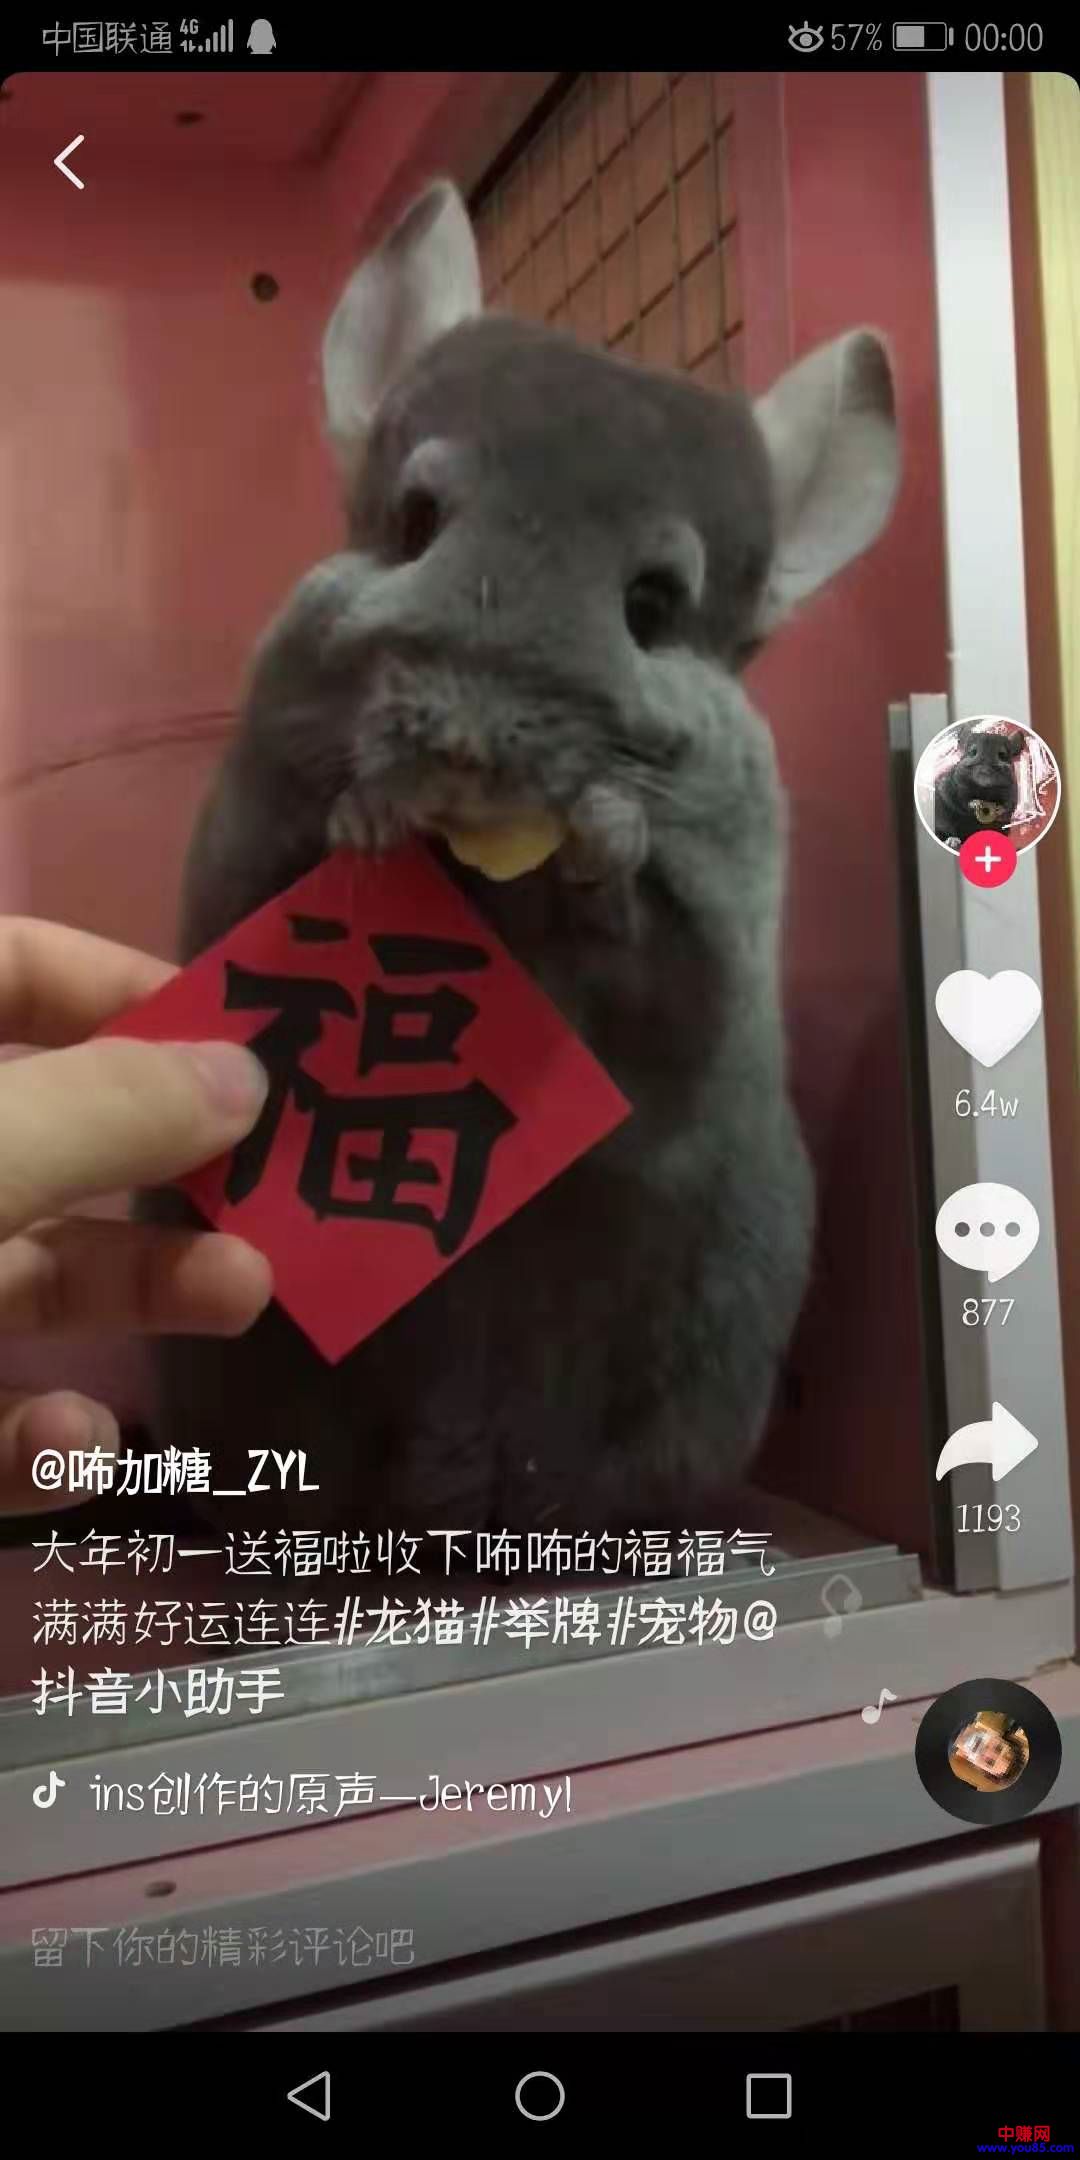 中国联通 4G 57% 00:00
福
6.4w
877
1193
@咘加糖_ZYL
大年初一送福啦收下咘咘的福福气
满满好运连连#龙猫#举牌#宠物@
抖音小助手
ins创作的原声—Jeremyl
留下你的精彩评论吧
中赚网
www.you85.com